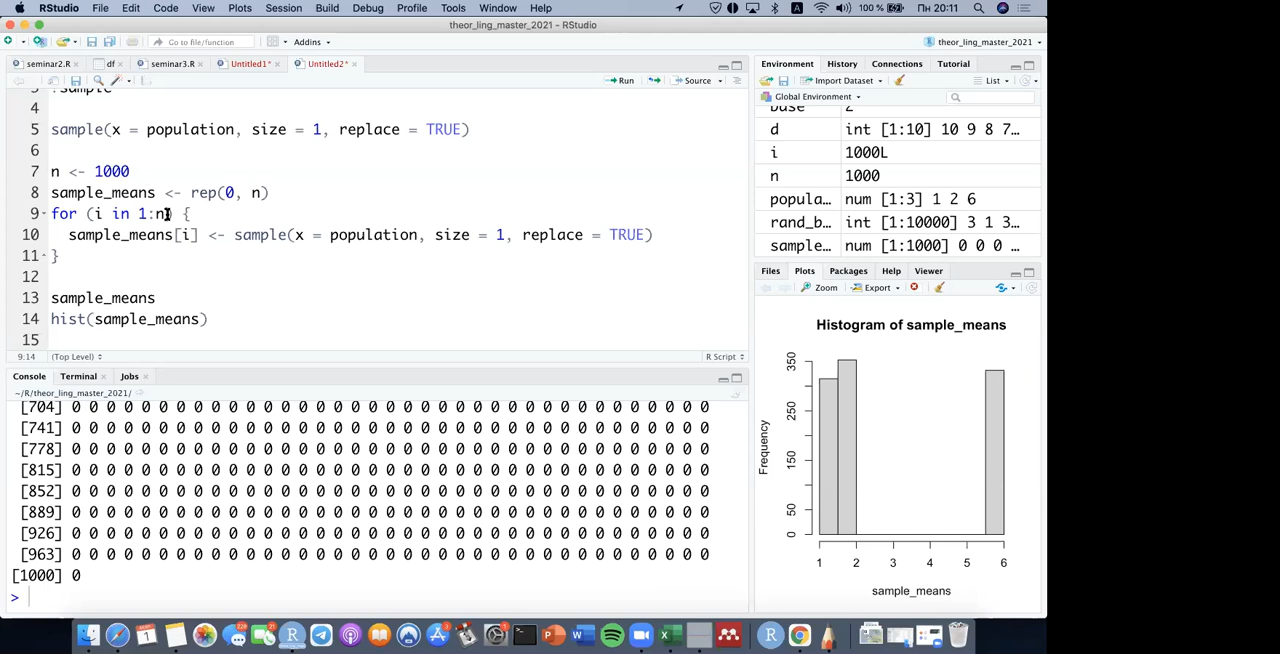 RStudio File Edit Code View Plots Session Build Debug Profile Tools Window Help A 100 % Пн 20:11
theor_ling_master_2021 - RStudio
Go to file/function Addins theor_ling_master_2021
seminar2.R × df × seminar3.R × Untitled1* × Untitled2* ×
Run Source
4
5 sample(x = population, size = 1, replace = TRUE)
6
7 n <- 1000
8 sample_means <- rep(0, n)
9 for (i in 1:n) {
10 sample_means[i] <- sample(x = population, size = 1, replace = TRUE)
11 }
12
13 sample_means
14 hist(sample_means)
15
9:14 (Top Level) R Script
Console Terminal × Jobs ×
~/R/theor_ling_master_2021/
[704] 0 0 0 0 0 0 0 0 0 0 0 0 0 0 0 0 0 0 0 0 0 0 0 0 0 0 0 0 0 0 0 0 0 0 0 0 0
[741] 0 0 0 0 0 0 0 0 0 0 0 0 0 0 0 0 0 0 0 0 0 0 0 0 0 0 0 0 0 0 0 0 0 0 0 0 0
[778] 0 0 0 0 0 0 0 0 0 0 0 0 0 0 0 0 0 0 0 0 0 0 0 0 0 0 0 0 0 0 0 0 0 0 0 0 0
[815] 0 0 0 0 0 0 0 0 0 0 0 0 0 0 0 0 0 0 0 0 0 0 0 0 0 0 0 0 0 0 0 0 0 0 0 0 0
[852] 0 0 0 0 0 0 0 0 0 0 0 0 0 0 0 0 0 0 0 0 0 0 0 0 0 0 0 0 0 0 0 0 0 0 0 0 0
[889] 0 0 0 0 0 0 0 0 0 0 0 0 0 0 0 0 0 0 0 0 0 0 0 0 0 0 0 0 0 0 0 0 0 0 0 0 0
[926] 0 0 0 0 0 0 0 0 0 0 0 0 0 0 0 0 0 0 0 0 0 0 0 0 0 0 0 0 0 0 0 0 0 0 0 0 0
[963] 0 0 0 0 0 0 0 0 0 0 0 0 0 0 0 0 0 0 0 0 0 0 0 0 0 0 0 0 0 0 0 0 0 0 0 0 0
[1000] 0
>
Environment History Connections Tutorial
Import Dataset List
Global Environment
d int [1:10] 10 9 8 7…
i 1000L
n 1000
popula… num [1:3] 1 2 6
rand_b… int [1:10000] 3 1 3…
sample… num [1:1000] 0 0 0 …
Files Plots Packages Help Viewer
Zoom Export
Histogram of sample_means
Frequency
350
250
150
50
0
1 2 3 4 5 6
sample_means